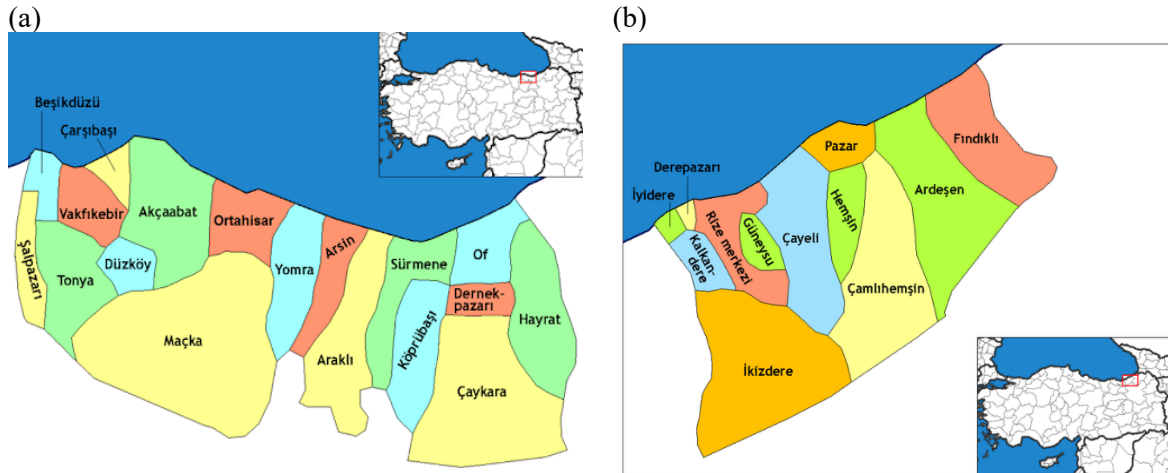 (a)
(b)
Beşikdüzü
Çarşıbaşı
Vakfıkebir
Akçaabat
Ortahisar
Şalpazarı
Tonya
Düzköy
Yomra
Arsin
Sürmene
Of
Dernek-
pazarı
Hayrat
Köprübaşı
Maçka
Araklı
Çaykara
Pazar
Fındıklı
Derepazarı
İyidere
Ardeşen
Hemşin
Rize merkezi
Güneysu
Çayeli
Kalkan-
dere
Çamlıhemşin
İkizdere